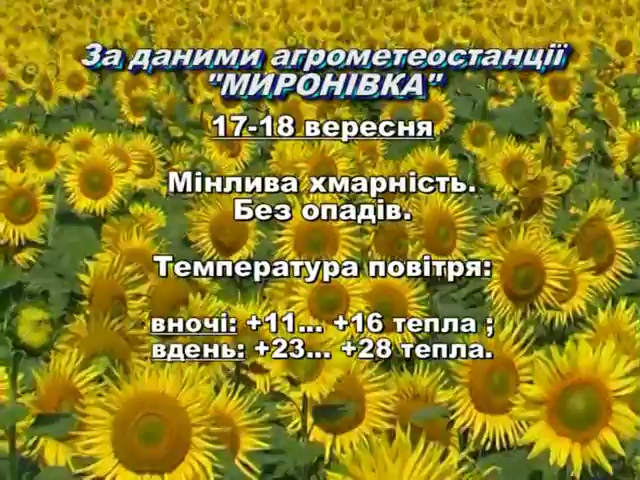 За даними агрометеостанції
"МИРОНІВКА"
17-18 вересня
Мінлива хмарність.
Без опадів.
Температура повітря:
вночі: +11... +16 тепла ;
вдень: +23... +28 тепла.